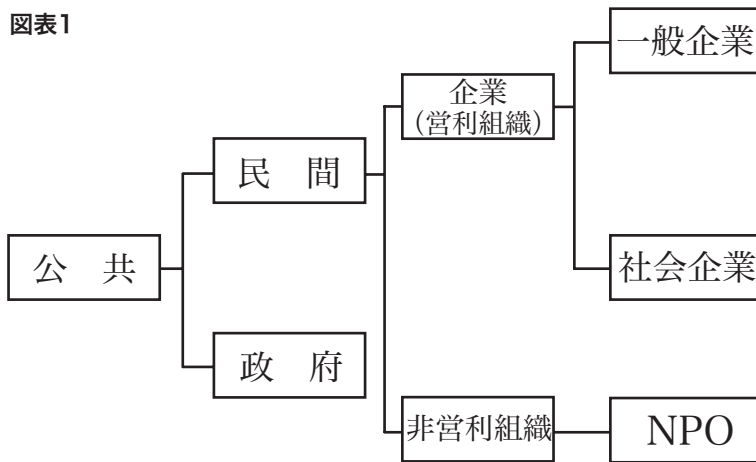 図表1
公　共
民　間
政　府
企業
(営利組織)
非営利組織
一般企業
社会企業
NPO